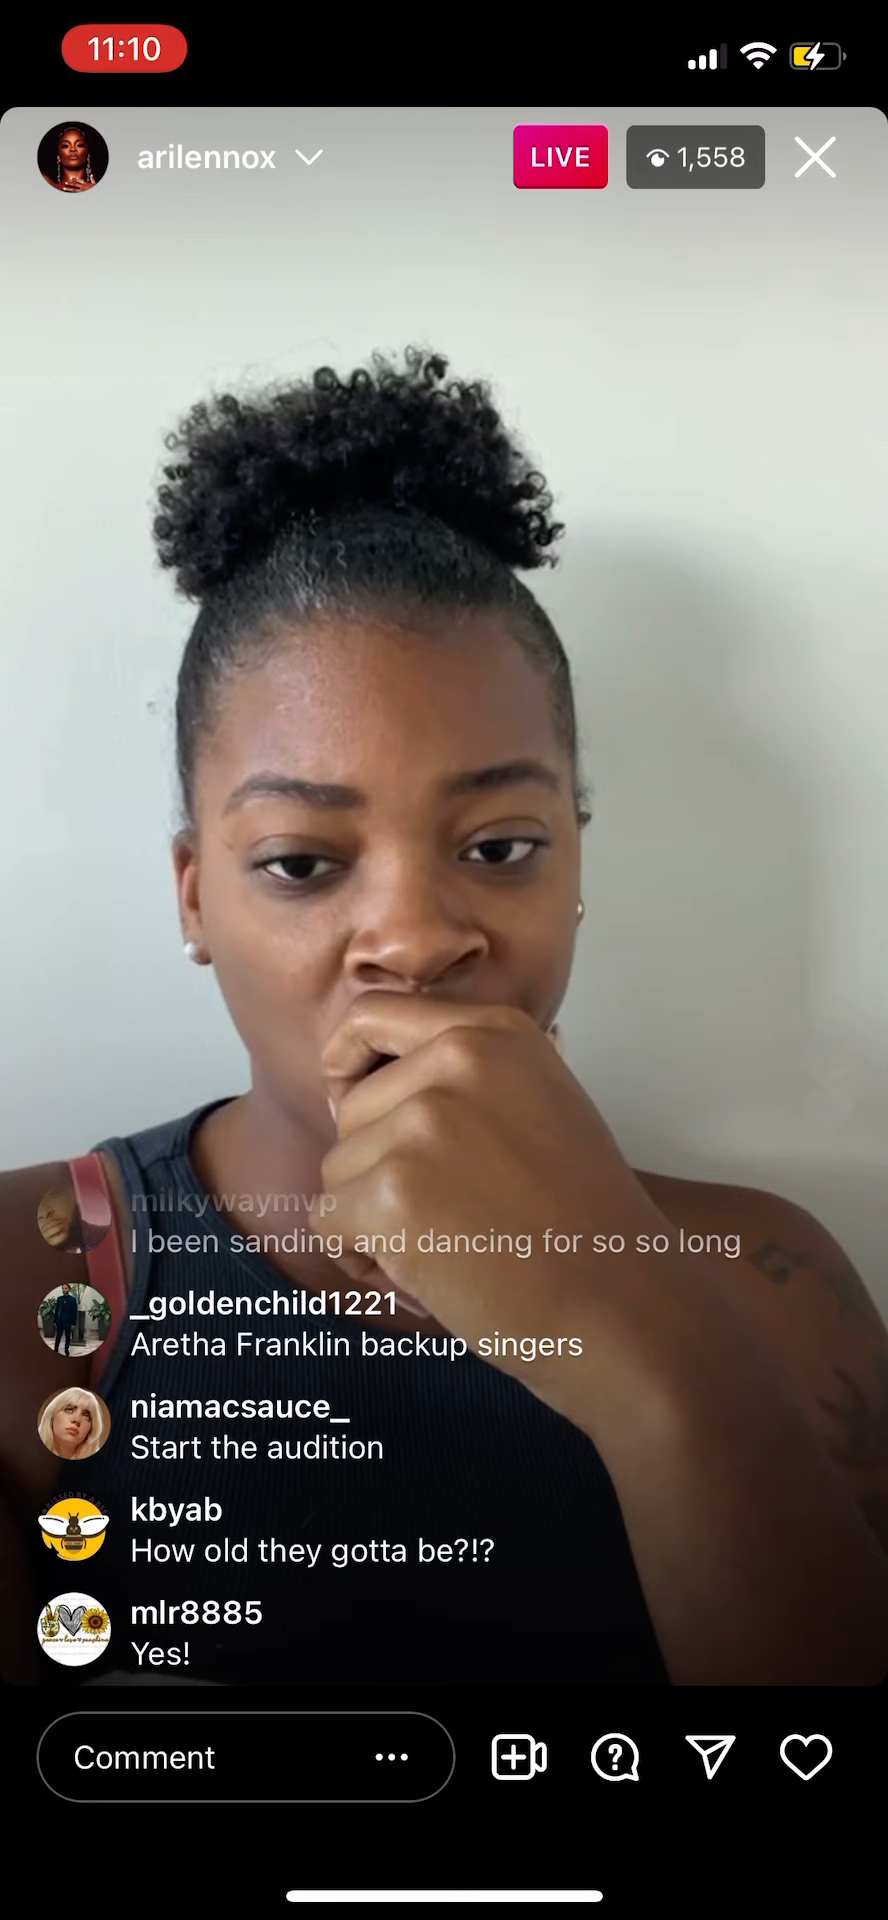 11:10
arilennox
LIVE
1,558
milkywaymvp
I been sanding and dancing for so so long
_goldenchild1221
Aretha Franklin backup singers
niamacsauce_
Start the audition
kbyab
How old they gotta be?!?
mlr8885
Yes!
Comment